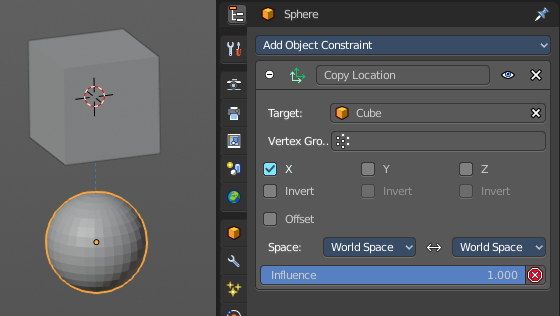 Sphere
Add Object Constraint
Copy Location
Target: Cube
Vertex Gro..
X Y Z
Invert Invert Invert
Offset
Space: World Space World Space
Influence 1.000